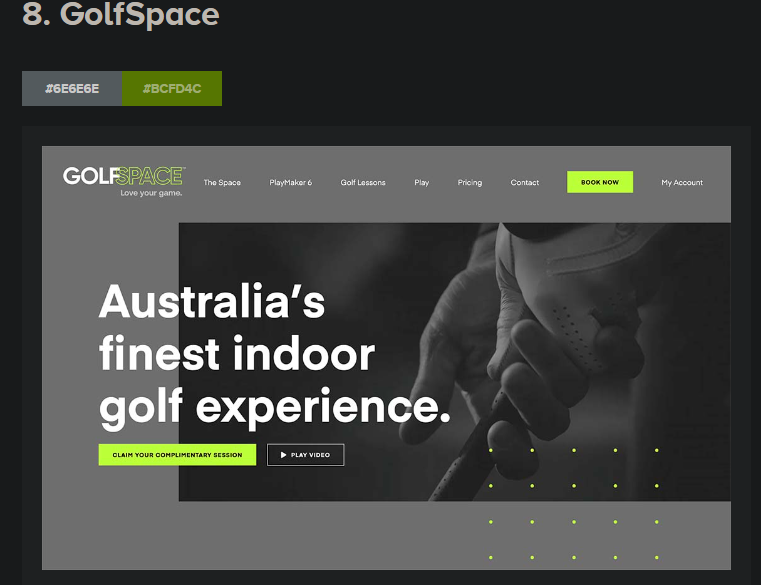 8. GolfSpace
#6E6E6E
#BCFD4C
GOLFSPACE™
Love your game.
The Space
PlayMaker 6
Golf Lessons
Play
Pricing
Contact
BOOK NOW
My Account
Australia's
finest indoor
golf experience.
CLAIM YOUR COMPLIMENTARY SESSION
PLAY VIDEO